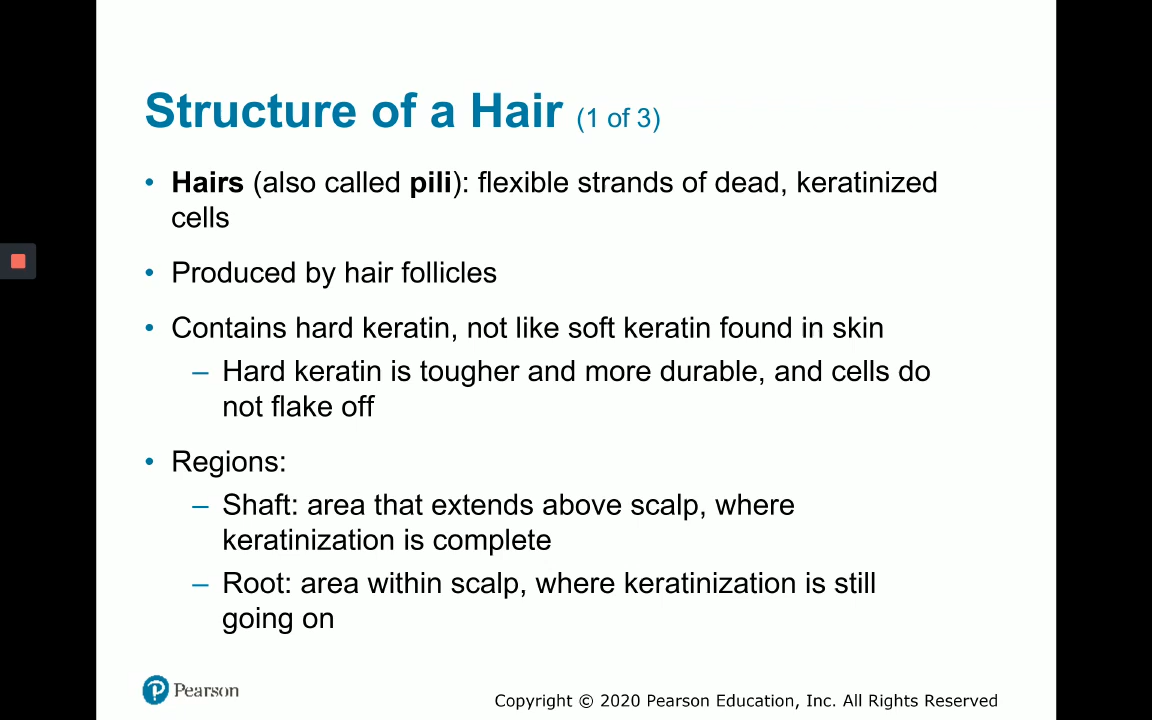 Structure of a Hair (1 of 3)
• Hairs (also called pili): flexible strands of dead, keratinized
cells
• Produced by hair follicles
• Contains hard keratin, not like soft keratin found in skin
– Hard keratin is tougher and more durable, and cells do
not flake off
• Regions:
– Shaft: area that extends above scalp, where
keratinization is complete
– Root: area within scalp, where keratinization is still
going on
P Pearson
Copyright © 2020 Pearson Education, Inc. All Rights Reserved